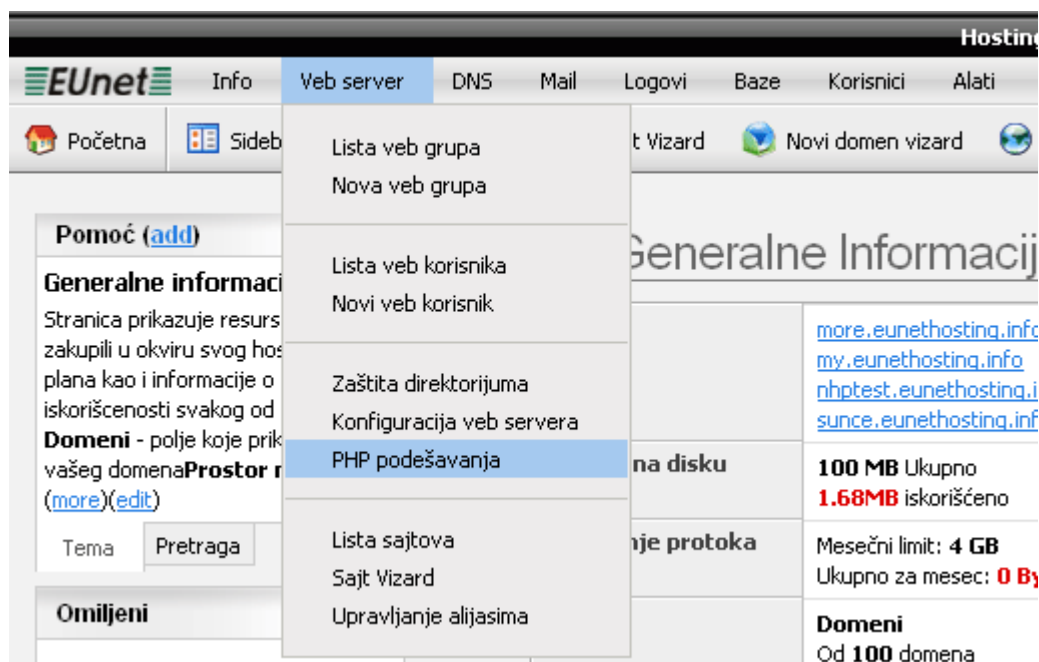 Hosting
EUnet Info Veb server DNS Mail Logovi Baze Korisnici Alati
Početna Sideb t Vizard Novi domen vizard
Lista veb grupa
Nova veb grupa
Lista veb korisnika
Novi veb korisnik
Zaštita direktorijuma
Konfiguracija veb servera
PHP podešavanja
Lista sajtova
Sajt Vizard
Upravljanje alijasima
Pomoć (add)
Generalne informaci
Stranica prikazuje resurs
zakupili u okviru svog hos
plana kao i informacije o
iskorišcenosti svakog od
Domeni - polje koje prik
vašeg domenaProstor n
(more)(edit)
Tema Pretraga
Omiljeni
Generalne Informacij
more.eunethosting.info
my.eunethosting.info
nhptest.eunethosting.i
sunce.eunethosting.inf
na disku
100 MB Ukupno
1.68MB iskorišćeno
nje protoka
Mesečni limit: 4 GB
Ukupno za mesec: 0 By
Domeni
Od 100 domena